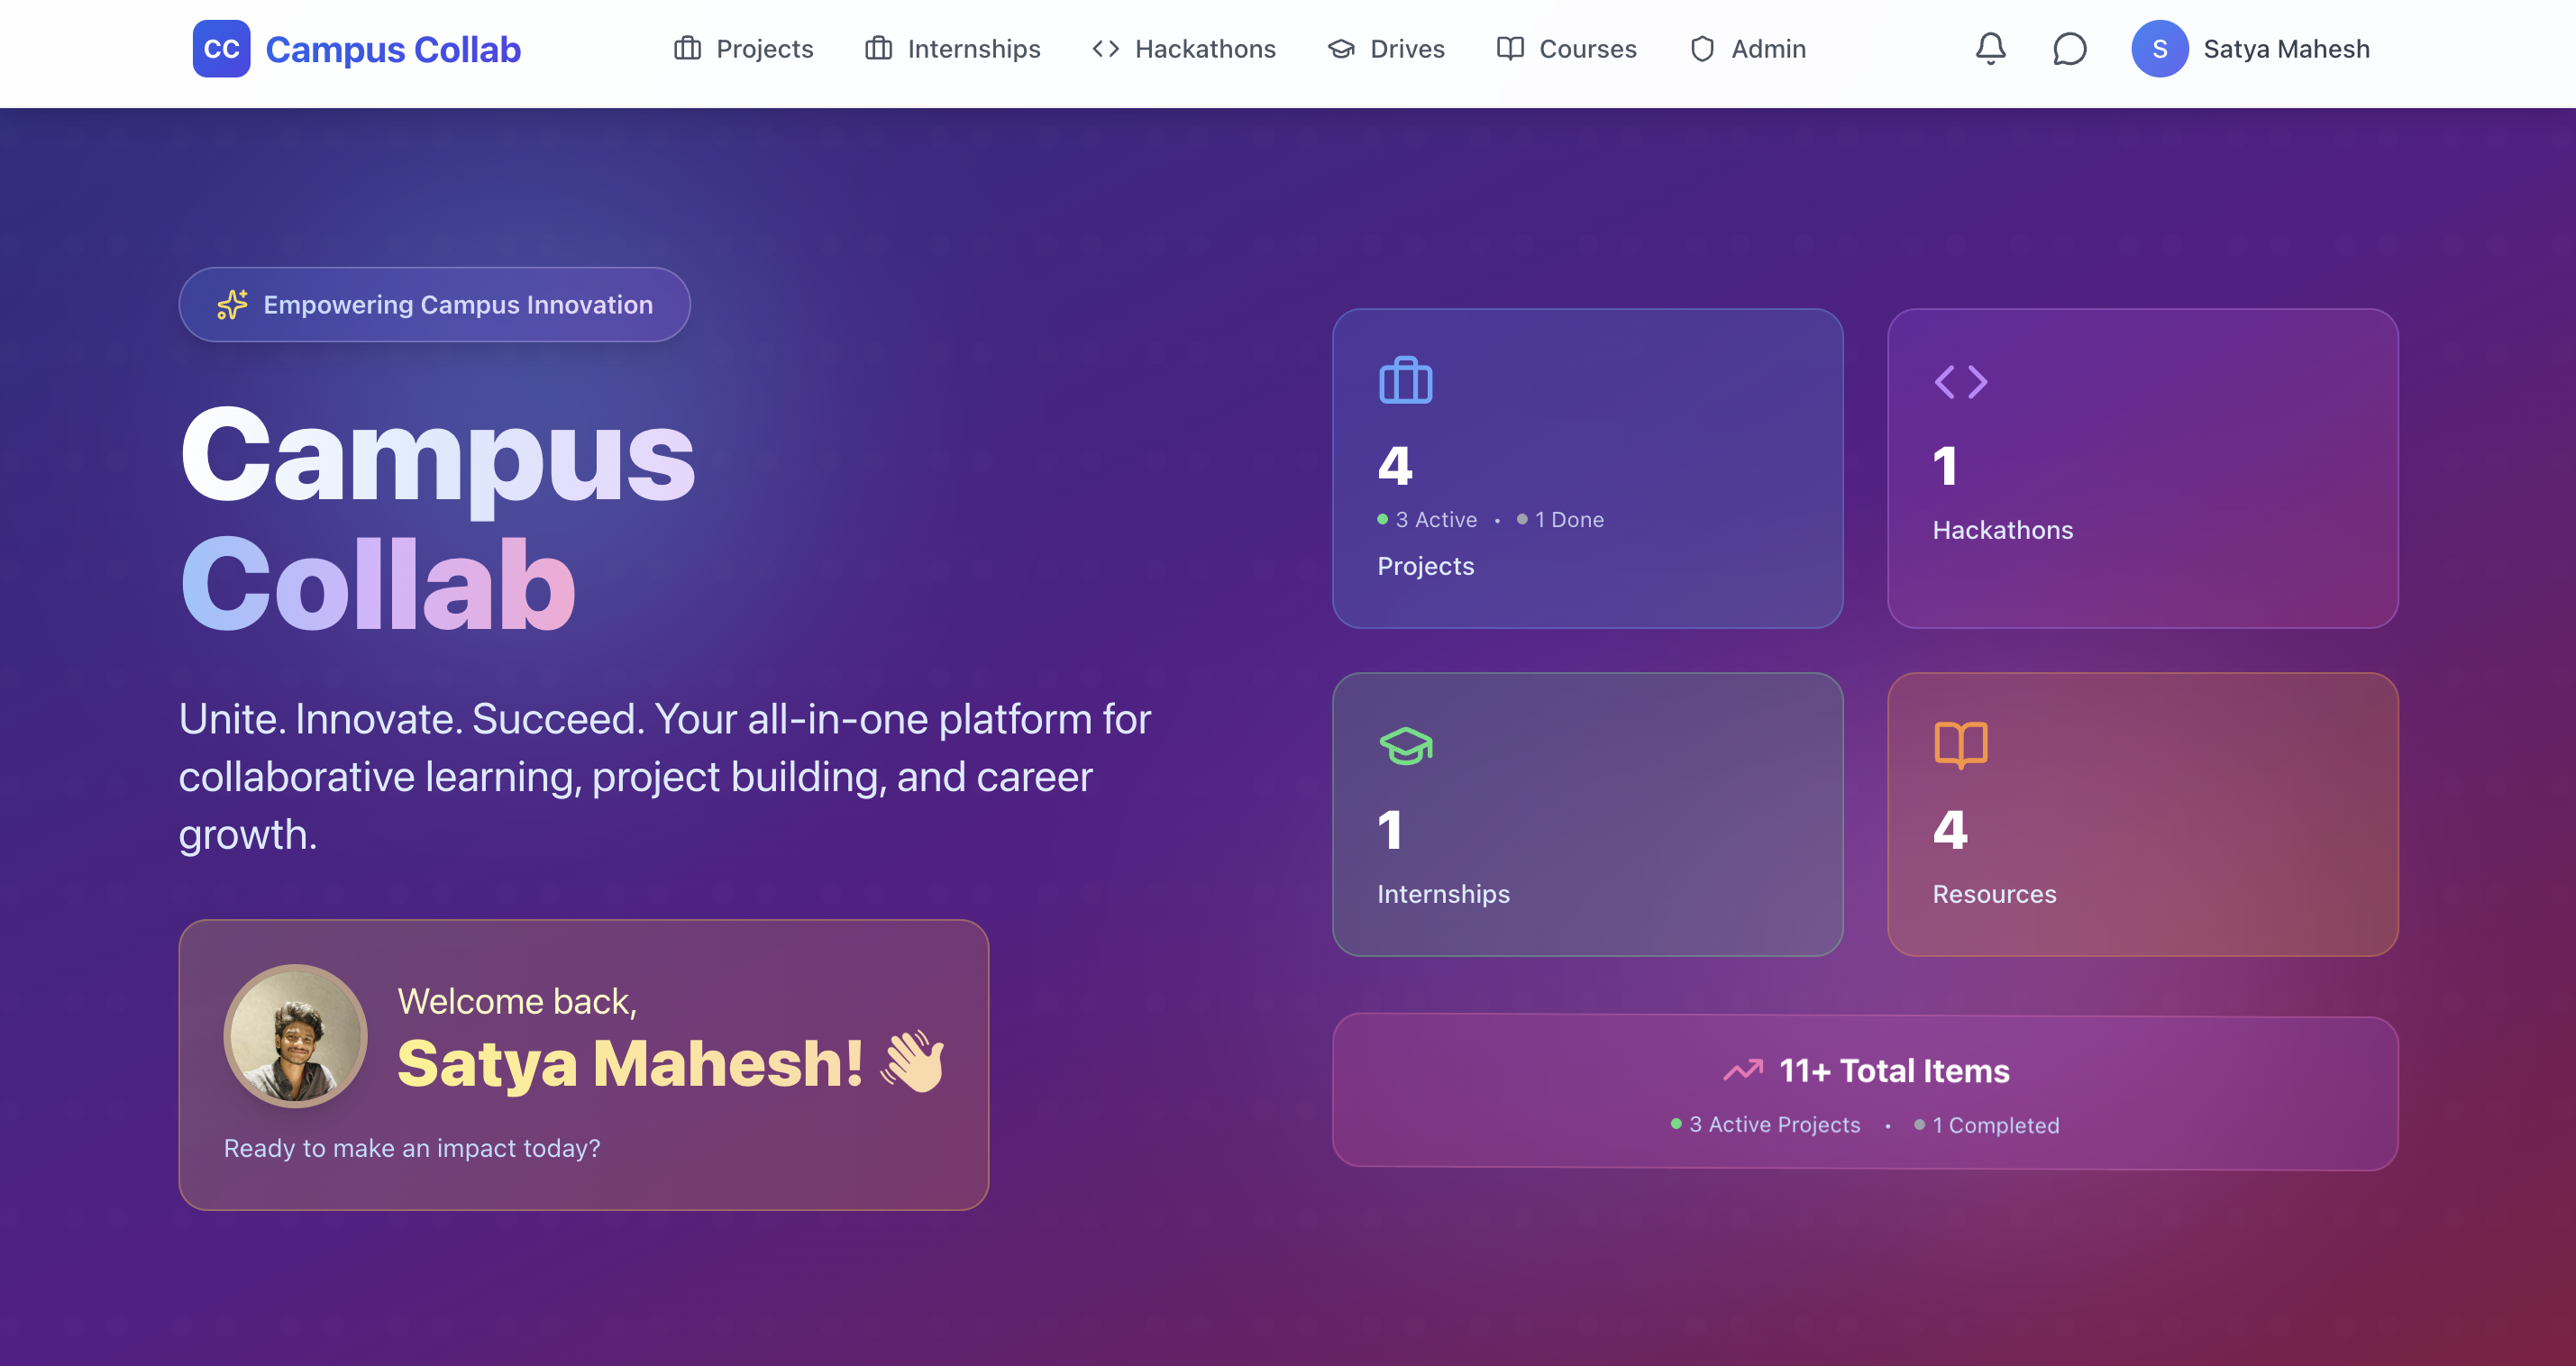 CC Campus Collab
Projects
Internships
Hackathons
Drives
Courses
Admin
S
Satya Mahesh
Empowering Campus Innovation
Campus
Collab
Unite. Innovate. Succeed. Your all-in-one platform for
collaborative learning, project building, and career
growth.
Welcome back,
Satya Mahesh! 👋
Ready to make an impact today?
4
3 Active • 1 Done
Projects
1
Hackathons
1
Internships
4
Resources
11+ Total Items
3 Active Projects • 1 Completed